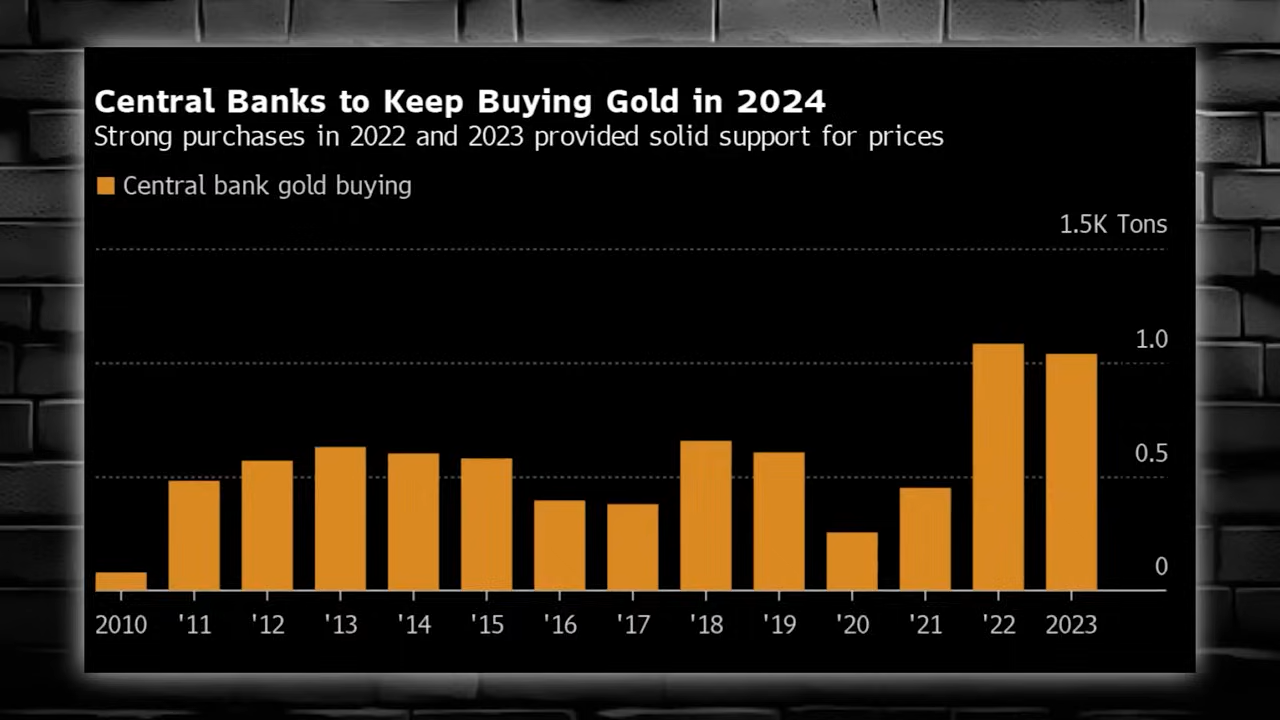 Central Banks to Keep Buying Gold in 2024
Strong purchases in 2022 and 2023 provided solid support for prices
Central bank gold buying
1.5K Tons
1.0
0.5
0
2010 '11 '12 '13 '14 '15 '16 '17 '18 '19 '20 '21 '22 2023